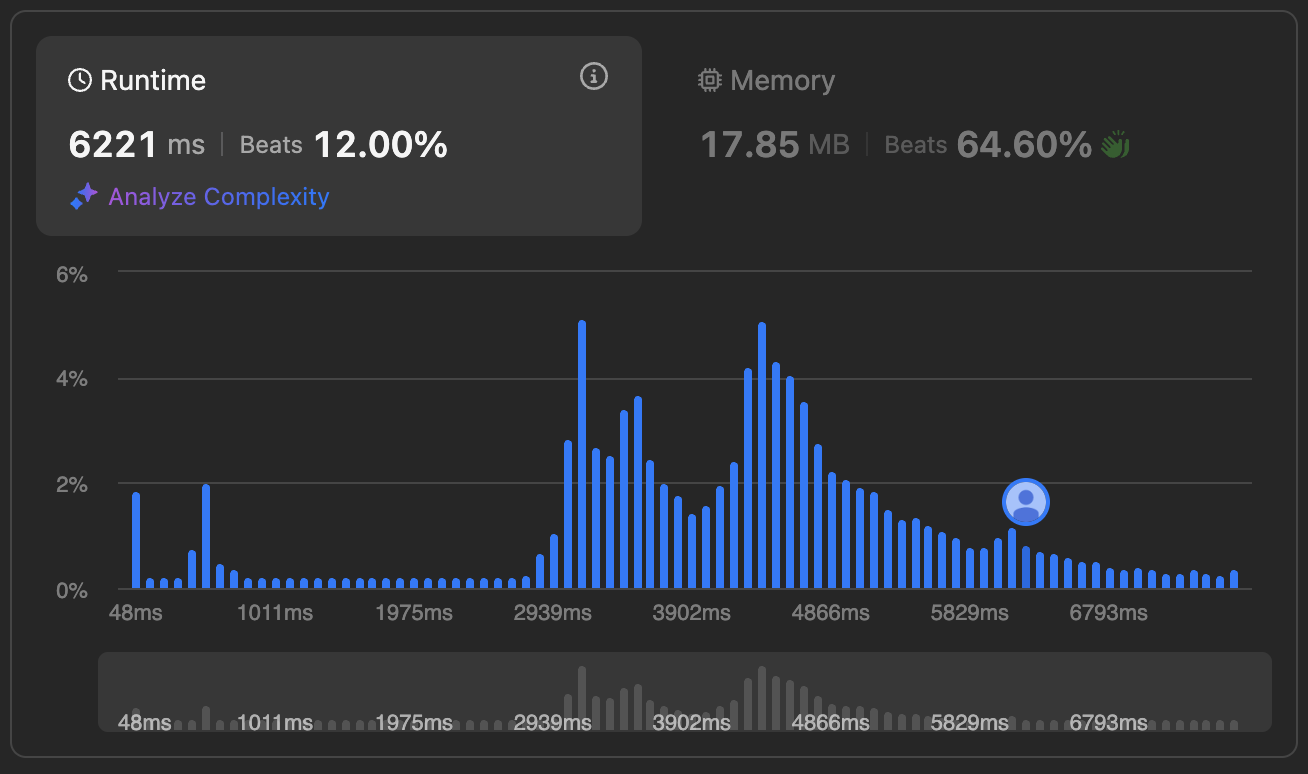 Runtime
6221 ms | Beats 12.00%
Analyze Complexity
Memory
17.85 MB | Beats 64.60%
6%
4%
2%
0%
48ms 1011ms 1975ms 2939ms 3902ms 4866ms 5829ms 6793ms
48ms 1011ms 1975ms 2939ms 3902ms 4866ms 5829ms 6793ms